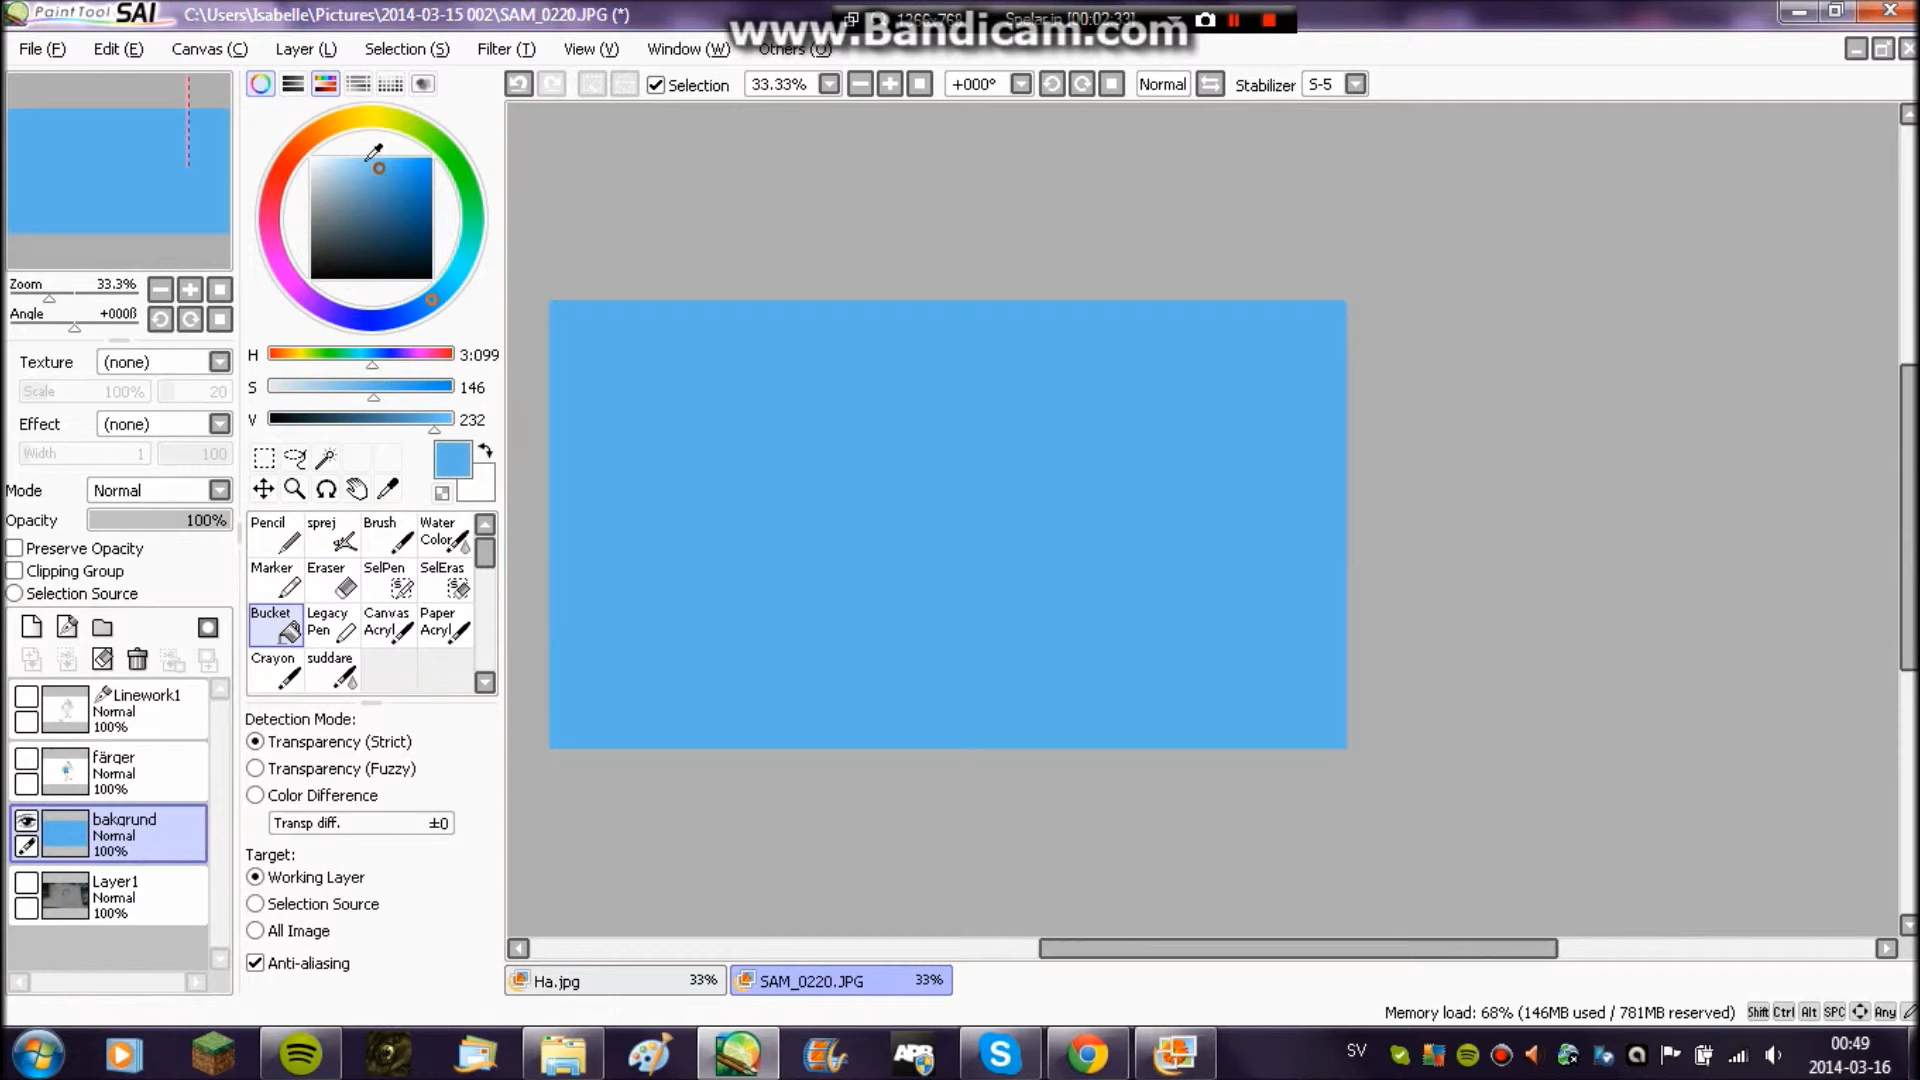 PaintTool SAI C:\Users\Isabelle\Pictures\2014-03-15 002\SAM_0220.JPG (*)
www.Bandicam.com
1366x768 Spelar in [00:02:33]
File (F) Edit (E) Canvas (C) Layer (L) Selection (S) Filter (T) View (V) Window (W) Others (O)
Selection 33.33% +000° Normal Stabilizer S-5
Zoom 33.3%
Angle +000ß
H 3:099
S 146
V 232
Texture (none)
Scale 100% 20
Effect (none)
Width 1 100
Mode Normal
Opacity 100%
Preserve Opacity
Clipping Group
Selection Source
Pencil sprej Brush Water Color
Marker Eraser SelPen SelEras
Bucket Legacy Pen Canvas Acryl Paper Acryl
Crayon suddare
Linework1
Normal
100%
färger
Normal
100%
bakgrund
Normal
100%
Layer1
Normal
100%
Detection Mode:
Transparency (Strict)
Transparency (Fuzzy)
Color Difference
Transp diff. ±0
Target:
Working Layer
Selection Source
All Image
Anti-aliasing
Ha.jpg 33% SAM_0220.JPG 33%
Memory load: 68% (146MB used / 781MB reserved) Shift Ctrl Alt SPC Any
APB
SV
00:49
2014-03-16